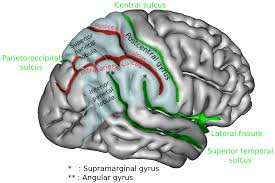 Central sulcus
Postcentral gyrus
Superior
parietal
lobule
Parieto-occipital
sulcus
Intraparietal sulcus
Inferior
parietal
lobule
*
**
Lateral fissure
Superior temporal
sulcus
* : Supramarginal gyrus
** : Angular gyrus